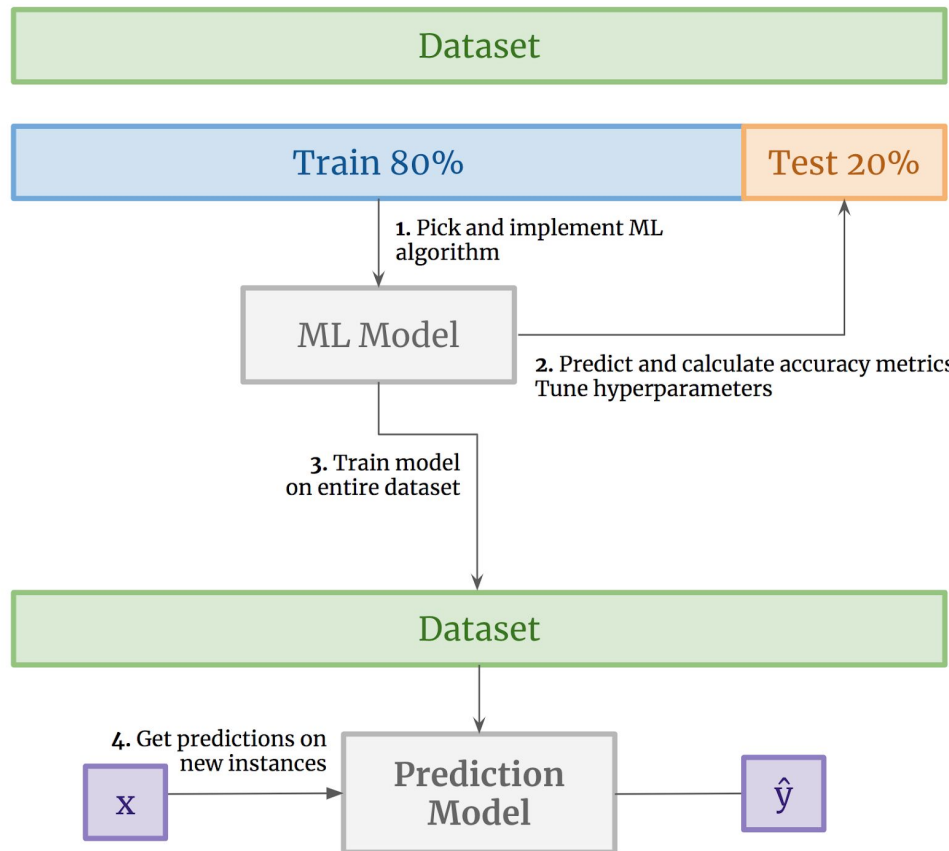 Dataset
Train 80%
Test 20%
1. Pick and implement ML
algorithm
ML Model
2. Predict and calculate accuracy metrics
Tune hyperparameters
3. Train model
on entire dataset
Dataset
4. Get predictions on
new instances
x
Prediction
Model
ŷ